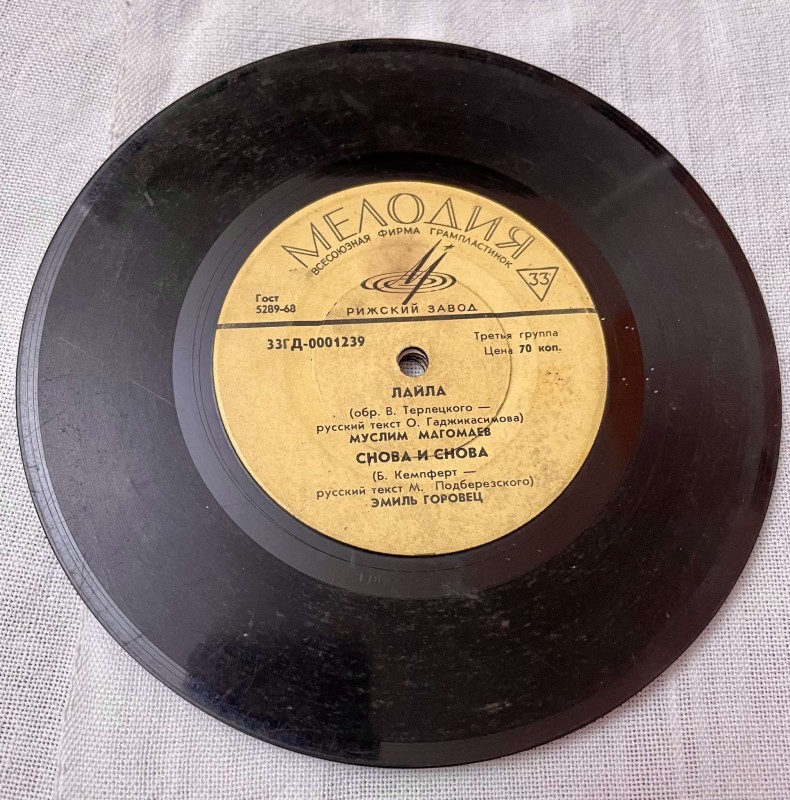 МЕЛОДИЯ
ВСЕСОЮЗНАЯ ФИРМА ГРАМПЛАСТИНОК
33
РИЖСКИЙ ЗАВОД
Гост
5289-68
33ГД-0001239
Третья группа
Цена 70 коп.
ЛАЙЛА
(обр. В. Терлецкого —
русский текст О. Гаджикасимова)
МУСЛИМ МАГОМАЕВ
СНОВА И СНОВА
(Б. Кемпферт —
русский текст М. Подберезского)
ЭМИЛЬ ГОРОВЕЦ